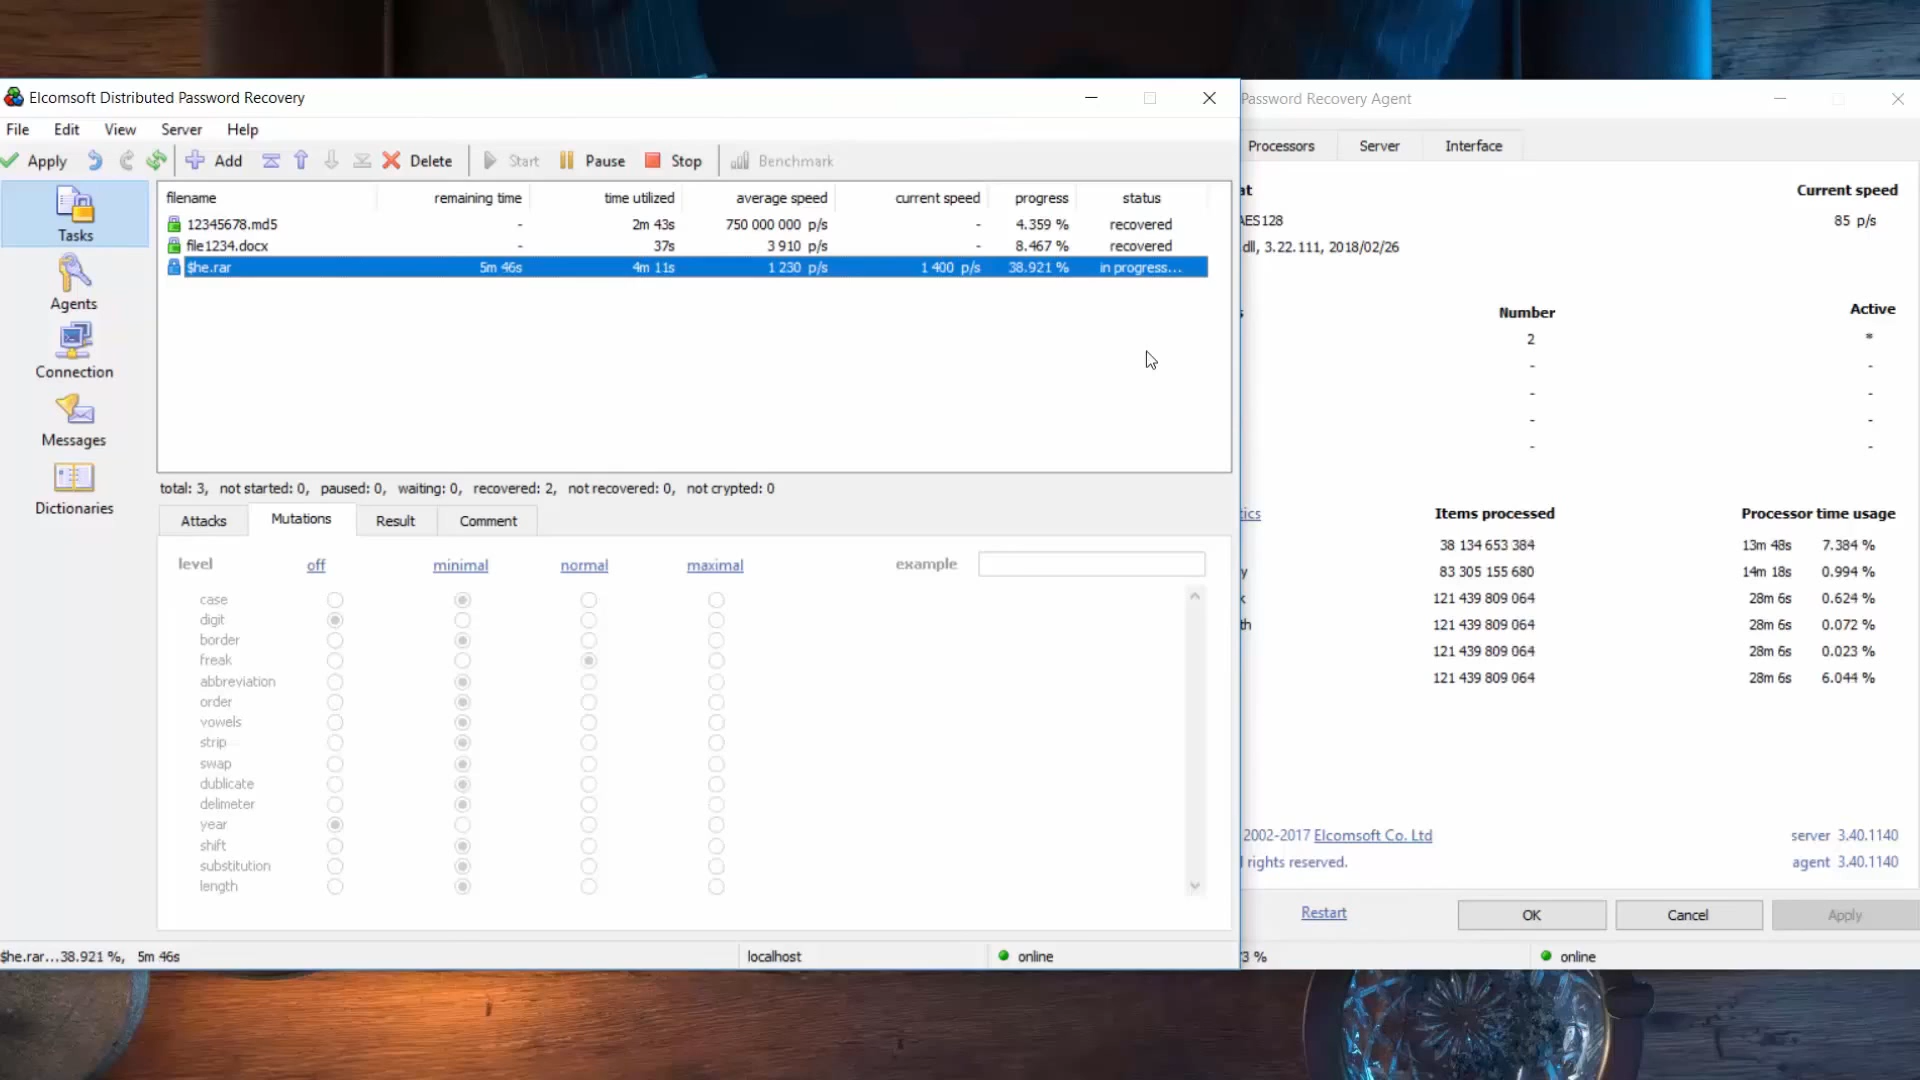 Elcomsoft Distributed Password Recovery
File Edit View Server Help
Apply Add Delete Start Pause Stop Benchmark
Tasks
Agents
Connection
Messages
Dictionaries
filename remaining time time utilized average speed current speed progress status
12345678.md5 - 2m 43s 750 000 000 p/s - 4.359 % recovered
file1234.docx - 37s 3 910 p/s - 8.467 % recovered
$he.rar 5m 46s 4m 11s 1 230 p/s 1 400 p/s 38.921 % in progress...
total: 3, not started: 0, paused: 0, waiting: 0, recovered: 2, not recovered: 0, not crypted: 0
Attacks Mutations Result Comment
level off minimal normal maximal example
case
digit
border
freak
abbreviation
order
vowels
strip
swap
dublicate
delimeter
year
shift
substitution
length
$he.rar...38.921 %, 5m 46s localhost online
Password Recovery Agent
Processors Server Interface
at Current speed
AES128 85 p/s
dll, 3.22.111, 2018/02/26
s Number Active
2 *
- -
- -
- -
- -
tics Items processed Processor time usage
38 134 653 384 13m 48s 7.384 %
y 83 305 155 680 14m 18s 0.994 %
k 121 439 809 064 28m 6s 0.624 %
th 121 439 809 064 28m 6s 0.072 %
121 439 809 064 28m 6s 0.023 %
121 439 809 064 28m 6s 6.044 %
2002-2017 Elcomsoft Co. Ltd server 3.40.1140
l rights reserved. agent 3.40.1140
Restart OK Cancel Apply
3 % online